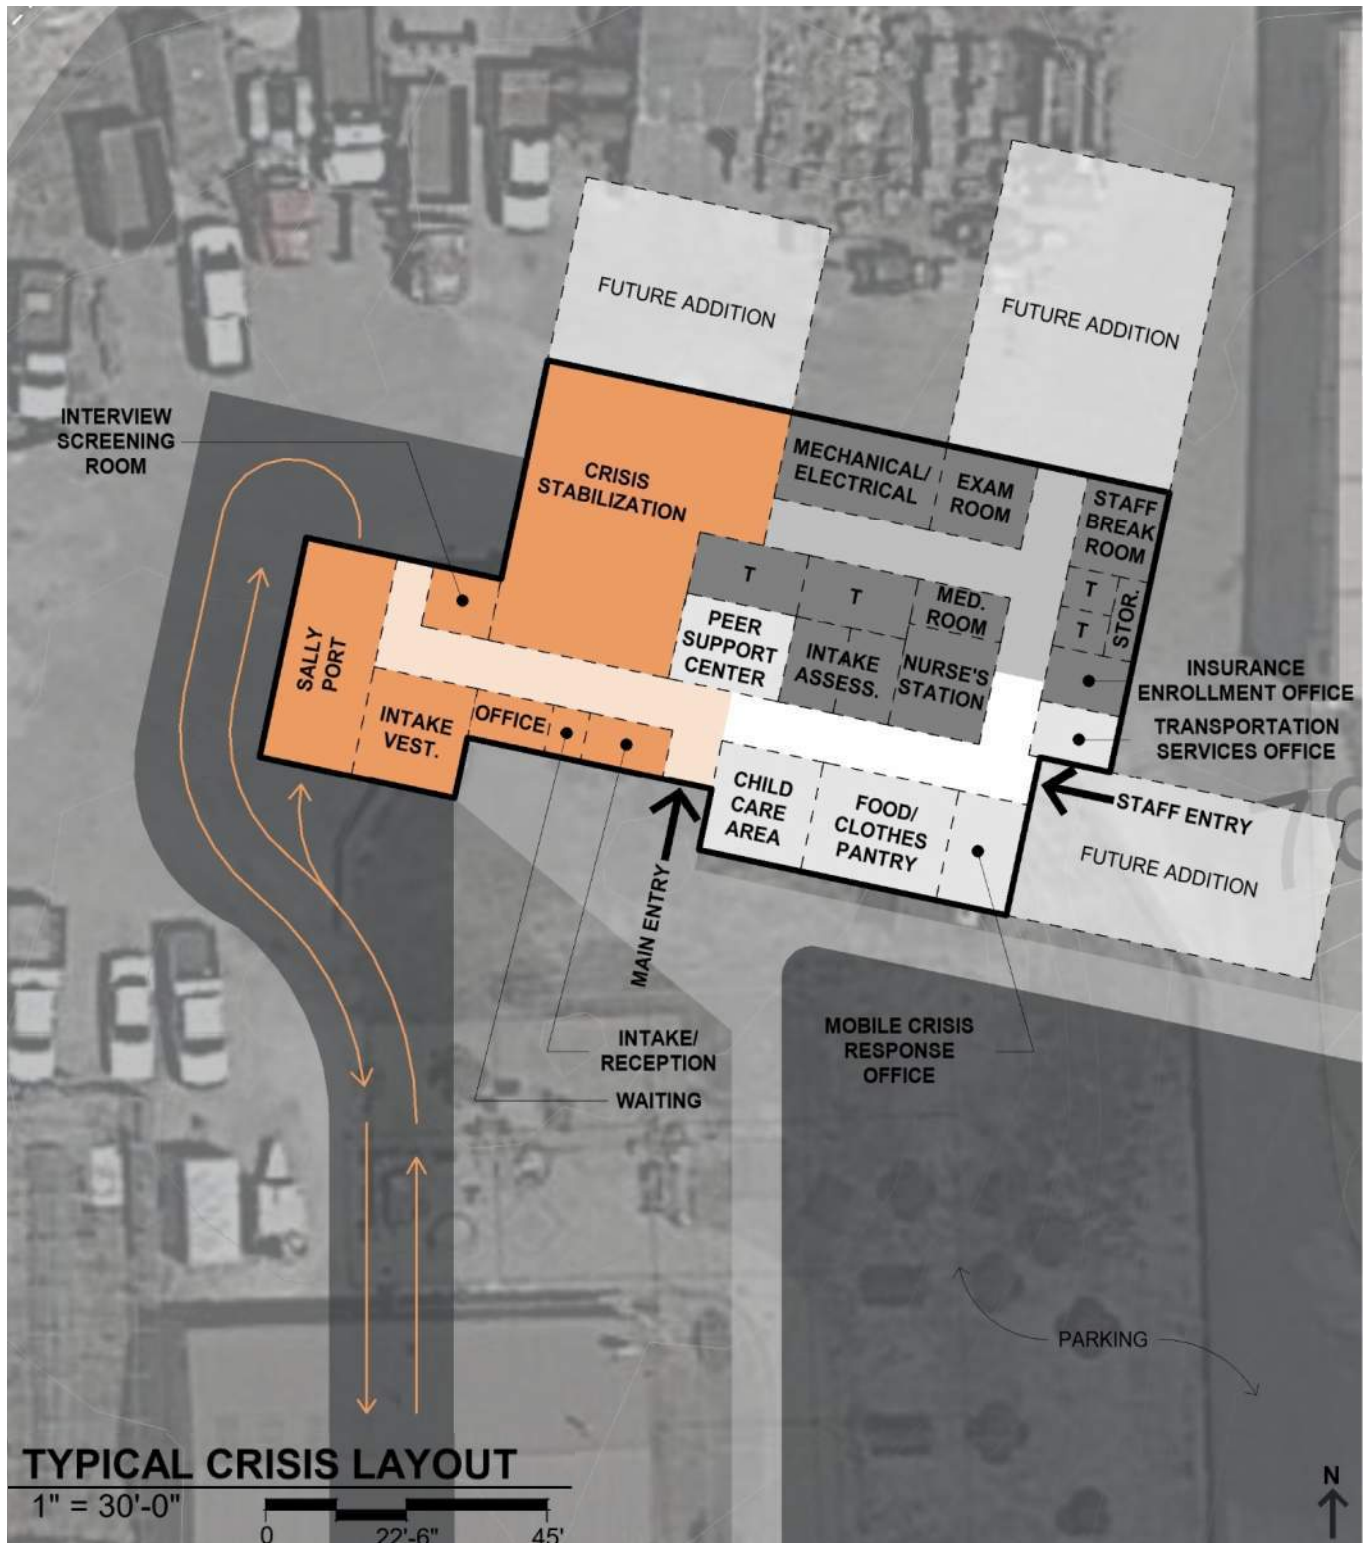 FUTURE ADDITION
FUTURE ADDITION
INTERVIEW
SCREENING
ROOM
CRISIS
STABILIZATION
MECHANICAL/
ELECTRICAL
EXAM
ROOM
STAFF
BREAK
ROOM
T
T
MED.
ROOM
T
T
STOR.
PEER
SUPPORT
CENTER
INTAKE
ASSESS.
NURSE'S
STATION
SALLY
PORT
INTAKE
VEST.
OFFICE
INSURANCE
ENROLLMENT OFFICE
TRANSPORTATION
SERVICES OFFICE
CHILD
CARE
AREA
FOOD/
CLOTHES
PANTRY
STAFF ENTRY
FUTURE ADDITION
78
MAIN ENTRY
INTAKE/
RECEPTION
WAITING
MOBILE CRISIS
RESPONSE
OFFICE
PARKING
TYPICAL CRISIS LAYOUT
1" = 30'-0"
0 22'-6" 45'
N